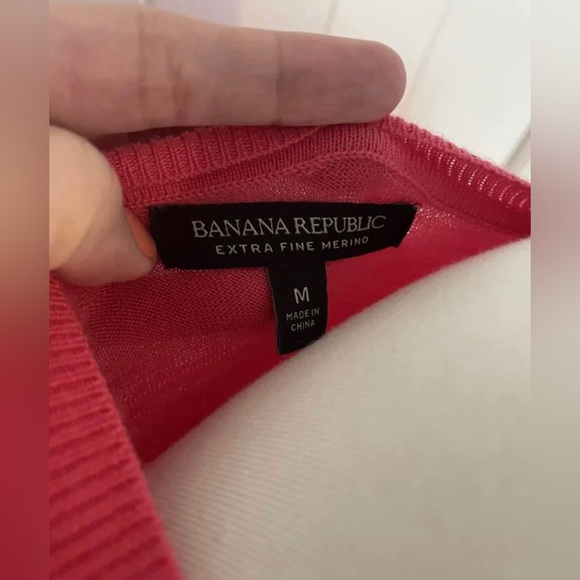 BANANA REPUBLIC
EXTRA FINE MERINO
M
MADE IN
CHINA